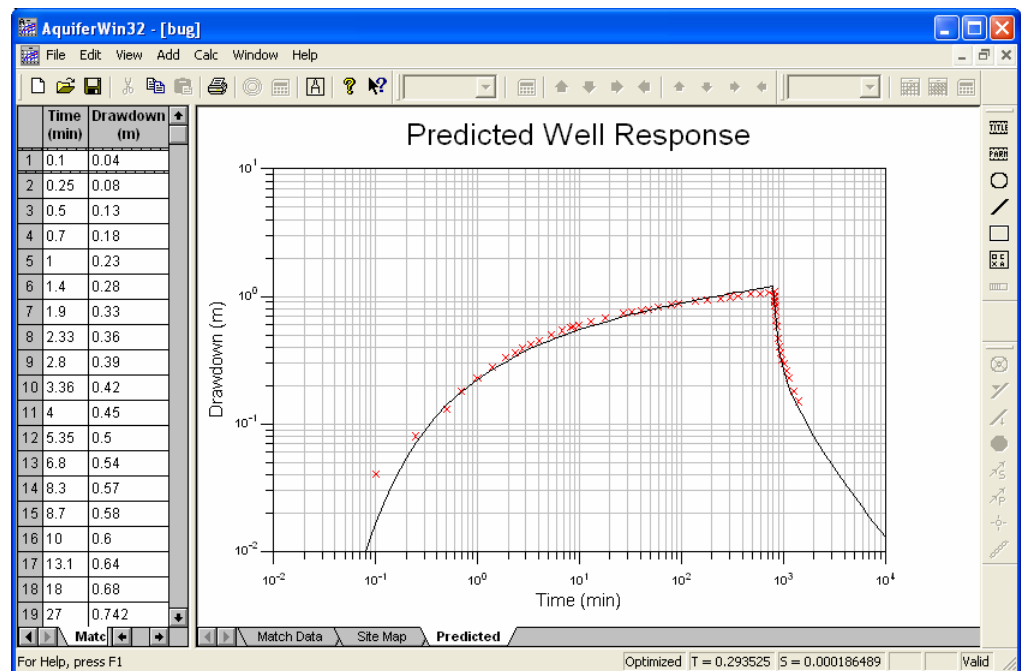 AquiferWin32 - [bug]
File Edit View Add Calc Window Help
TITLE
PARM
Time (min) Drawdown (m)
1 0.1 0.04
2 0.25 0.08
3 0.5 0.13
4 0.7 0.18
5 1 0.23
6 1.4 0.28
7 1.9 0.33
8 2.33 0.36
9 2.8 0.39
10 3.36 0.42
11 4 0.45
12 5.35 0.5
13 6.8 0.54
14 8.3 0.57
15 8.7 0.58
16 10 0.6
17 13.1 0.64
18 18 0.68
19 27 0.742
Predicted Well Response
Drawdown (m)
10¹
10⁰
10⁻¹
10⁻²
10⁻² 10⁻¹ 10⁰ 10¹ 10² 10³ 10⁴
Time (min)
Matc
Match Data Site Map Predicted
For Help, press F1 Optimized T = 0.293525 S = 0.000186489 Valid